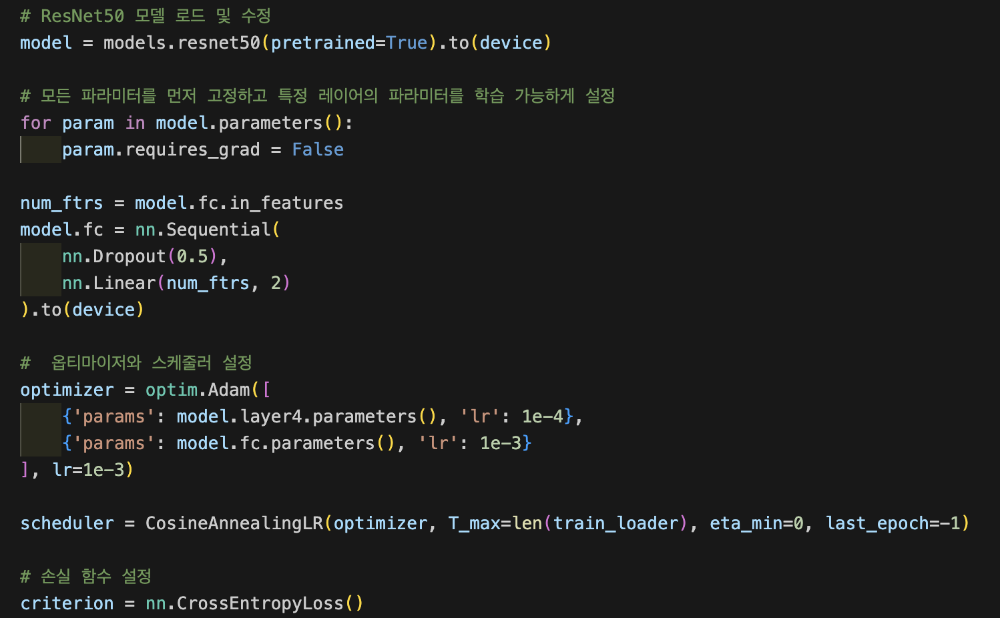 # ResNet50 모델 로드 및 수정
model = models.resnet50(pretrained=True).to(device)
# 모든 파라미터를 먼저 고정하고 특정 레이어의 파라미터를 학습 가능하게 설정
for param in model.parameters():
    param.requires_grad = False
num_ftrs = model.fc.in_features
model.fc = nn.Sequential(
    nn.Dropout(0.5),
    nn.Linear(num_ftrs, 2)
).to(device)
#  옵티마이저와 스케줄러 설정
optimizer = optim.Adam([
    {'params': model.layer4.parameters(), 'lr': 1e-4},
    {'params': model.fc.parameters(), 'lr': 1e-3}
], lr=1e-3)
scheduler = CosineAnnealingLR(optimizer, T_max=len(train_loader), eta_min=0, last_epoch=-1)
# 손실 함수 설정
criterion = nn.CrossEntropyLoss()